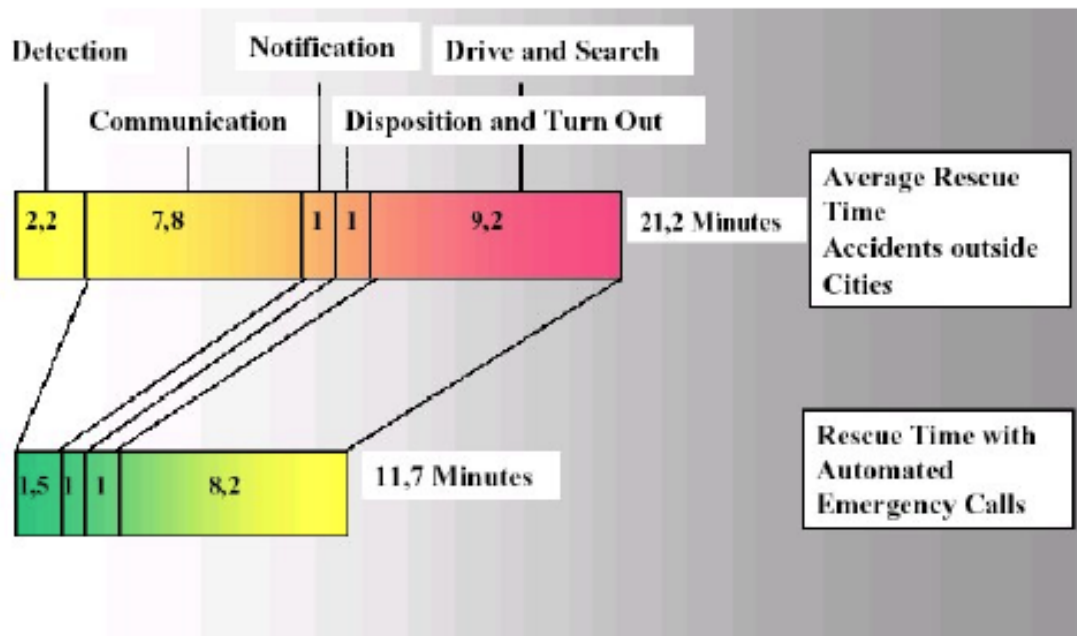 Detection
Notification
Drive and Search
Communication
Disposition and Turn Out
2,2
7,8
1
1
9,2
21,2 Minutes
Average Rescue
Time
Accidents outside
Cities
1,5
1
1
8,2
11,7 Minutes
Rescue Time with
Automated
Emergency Calls